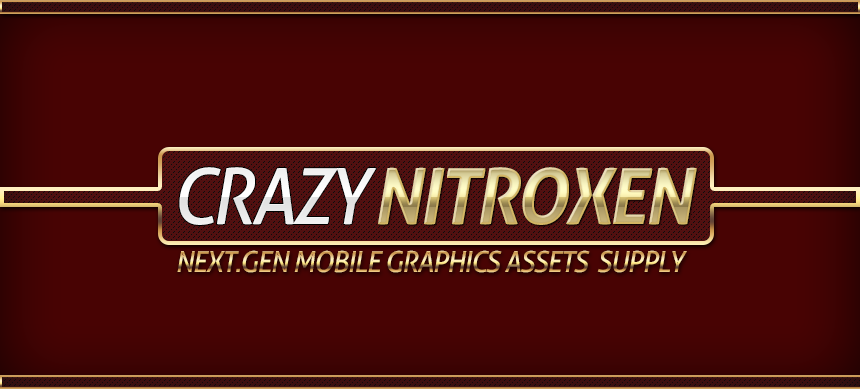 CRAZY NITROXEN
NEXT.GEN MOBILE GRAPHICS ASSETS SUPPLY